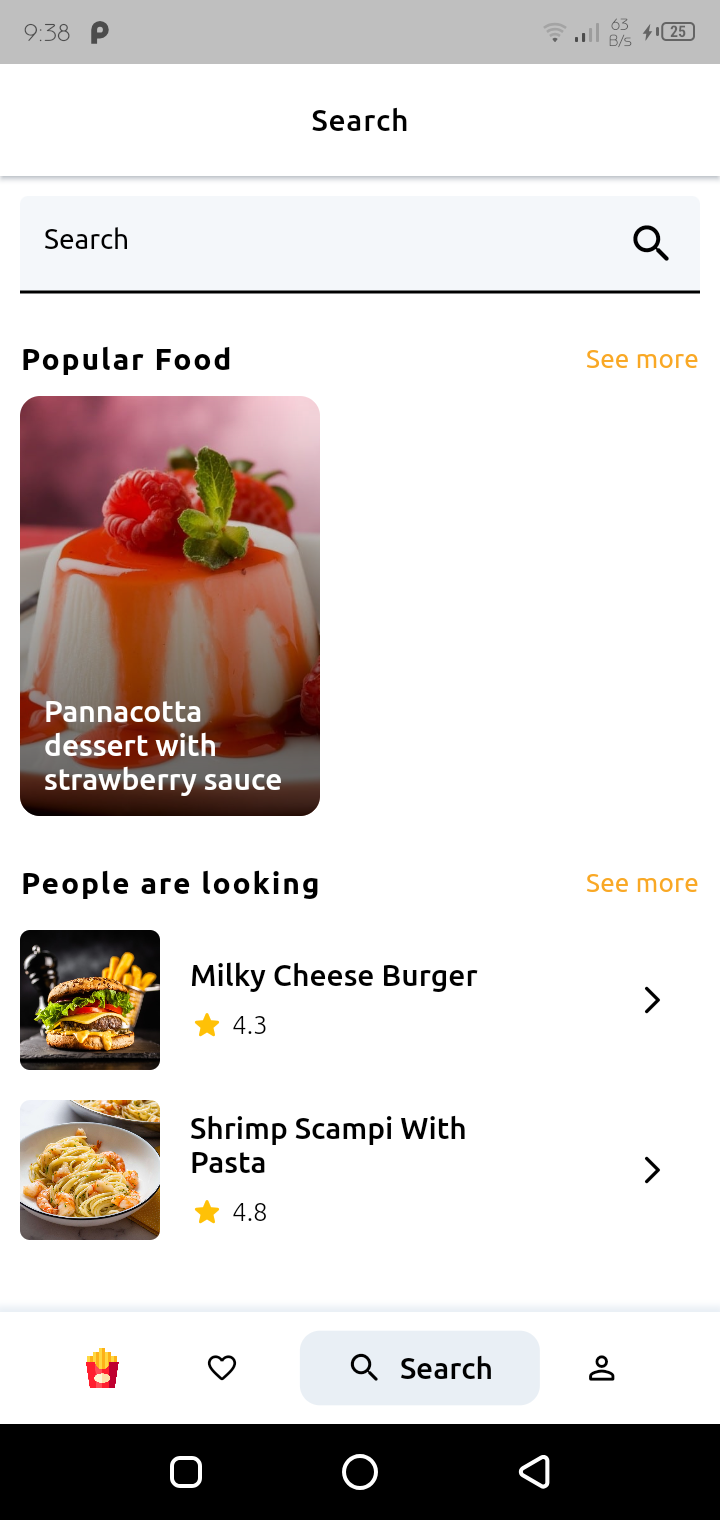 9:38
63
B/s
25
Search
Search
Popular Food
See more
Pannacotta
dessert with
strawberry sauce
People are looking
See more
Milky Cheese Burger
4.3
Shrimp Scampi With
Pasta
4.8
Search